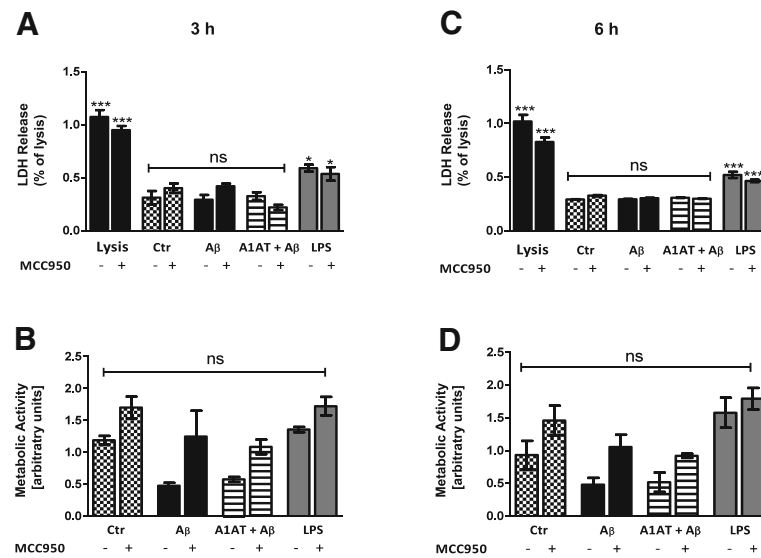 A
3 h
LDH Release
(% of lysis)
1.5
1.0
0.5
0.0
***
***
ns
*
*
Lysis Ctr Aβ A1AT + Aβ LPS
MCC950 - + - + - + - + - +
C
6 h
LDH Release
(% of lysis)
1.5
1.0
0.5
0.0
***
***
ns
***
***
Lysis Ctr Aβ A1AT + Aβ LPS
MCC950 - + - + - + - + - +
B
Metabolic Activity
[arbitratry units]
2.5
2.0
1.5
1.0
0.5
0.0
ns
Ctr Aβ A1AT + Aβ LPS
MCC950 - + - + - + - +
D
Metabolic Activity
[arbitratry units]
2.5
2.0
1.5
1.0
0.5
0.0
ns
Ctr Aβ A1AT + Aβ LPS
MCC950 - + - + - + - +